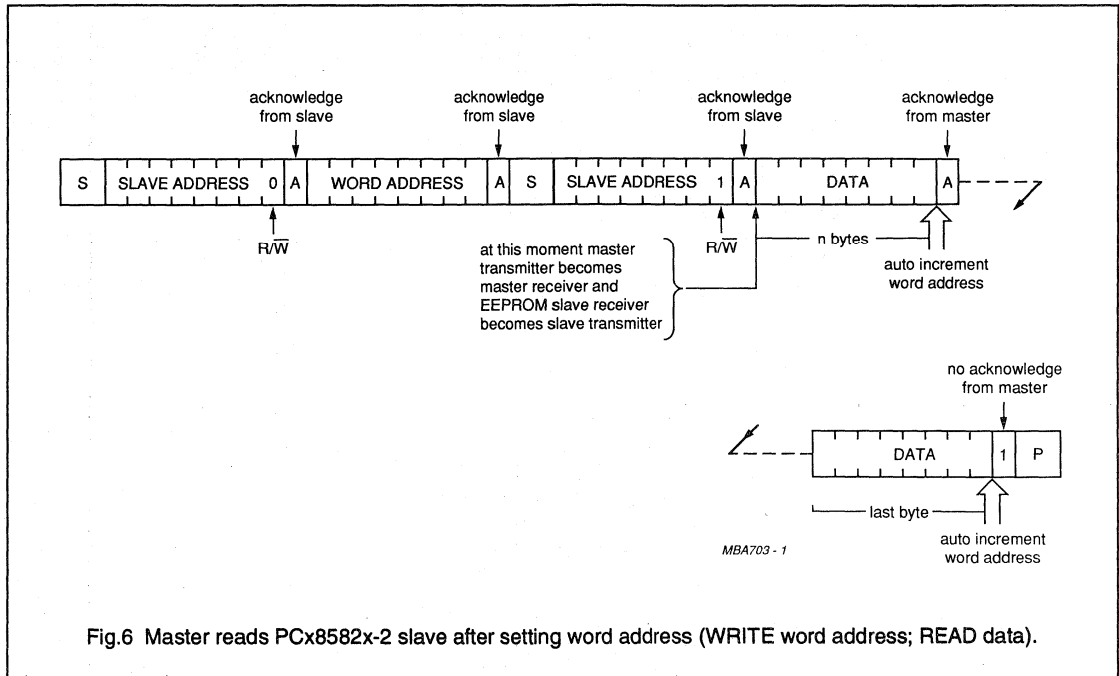 acknowledge
from slave
acknowledge
from slave
acknowledge
from slave
acknowledge
from master
S SLAVE ADDRESS 0 A WORD ADDRESS A S SLAVE ADDRESS 1 A DATA A
R/W̅
R/W̅
n bytes
at this moment master
transmitter becomes
master receiver and
EEPROM slave receiver
becomes slave transmitter
auto increment
word address
no acknowledge
from master
DATA 1 P
last byte
auto increment
word address
MBA703 - 1
Fig.6 Master reads PCx8582x-2 slave after setting word address (WRITE word address; READ data).